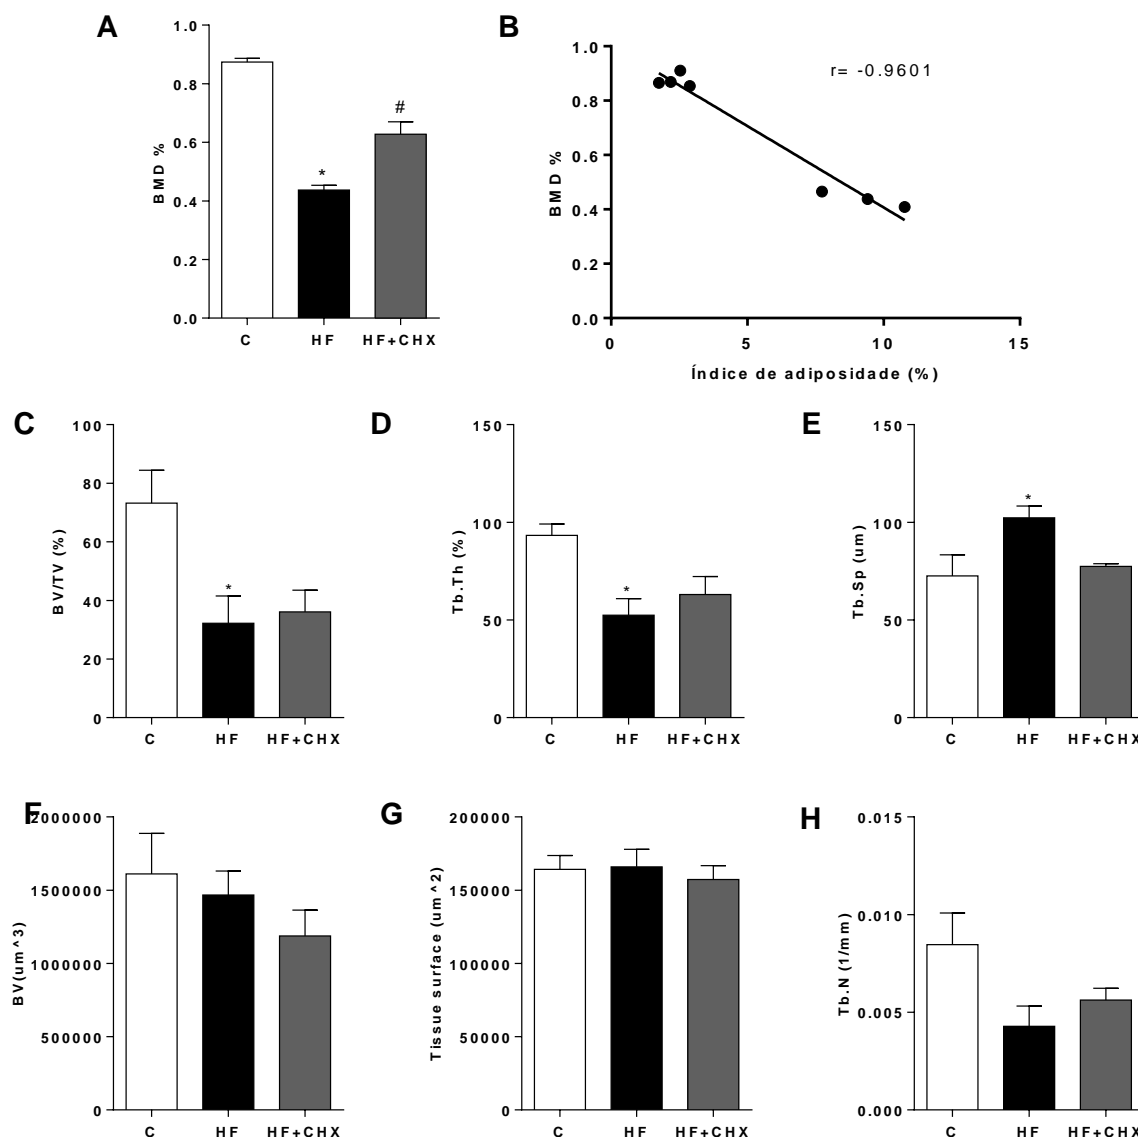 A
BMD %
1.0
0.8
0.6
0.4
0.2
0.0
*
#
C
HF
HF+CHX
B
BMD %
1.0
0.8
0.6
0.4
0.2
0.0
r= -0.9601
0
5
10
15
Índice de adiposidade (%)
C
BV/TV (%)
100
80
60
40
20
0
*
C
HF
HF+CHX
D
Tb.Th (%)
150
100
50
0
*
C
HF
HF+CHX
E
Tb.Sp (um)
150
100
50
0
*
C
HF
HF+CHX
F
BV(um^3)
2000000
1500000
1000000
500000
0
C
HF
HF+CHX
G
Tissue surface (um^2)
200000
150000
100000
50000
0
C
HF
HF+CHX
H
Tb.N (1/mm)
0.015
0.010
0.005
0.000
C
HF
HF+CHX